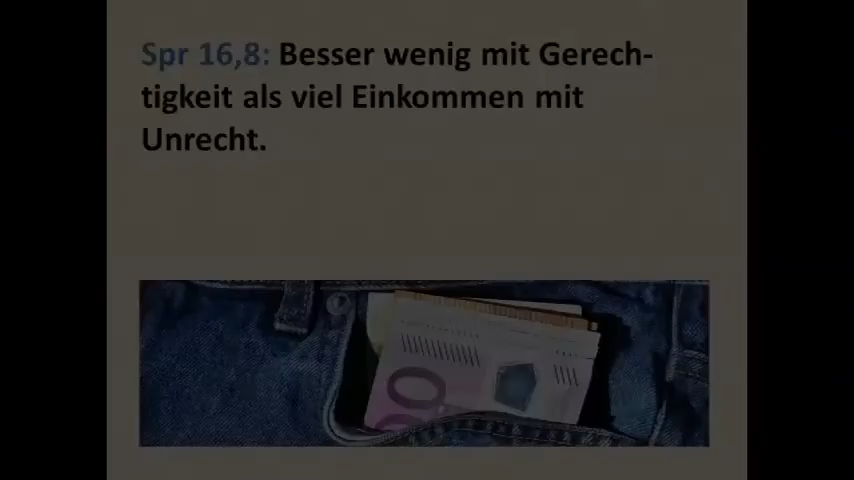 Spr 16,8: Besser wenig mit Gerech-
tigkeit als viel Einkommen mit
Unrecht.